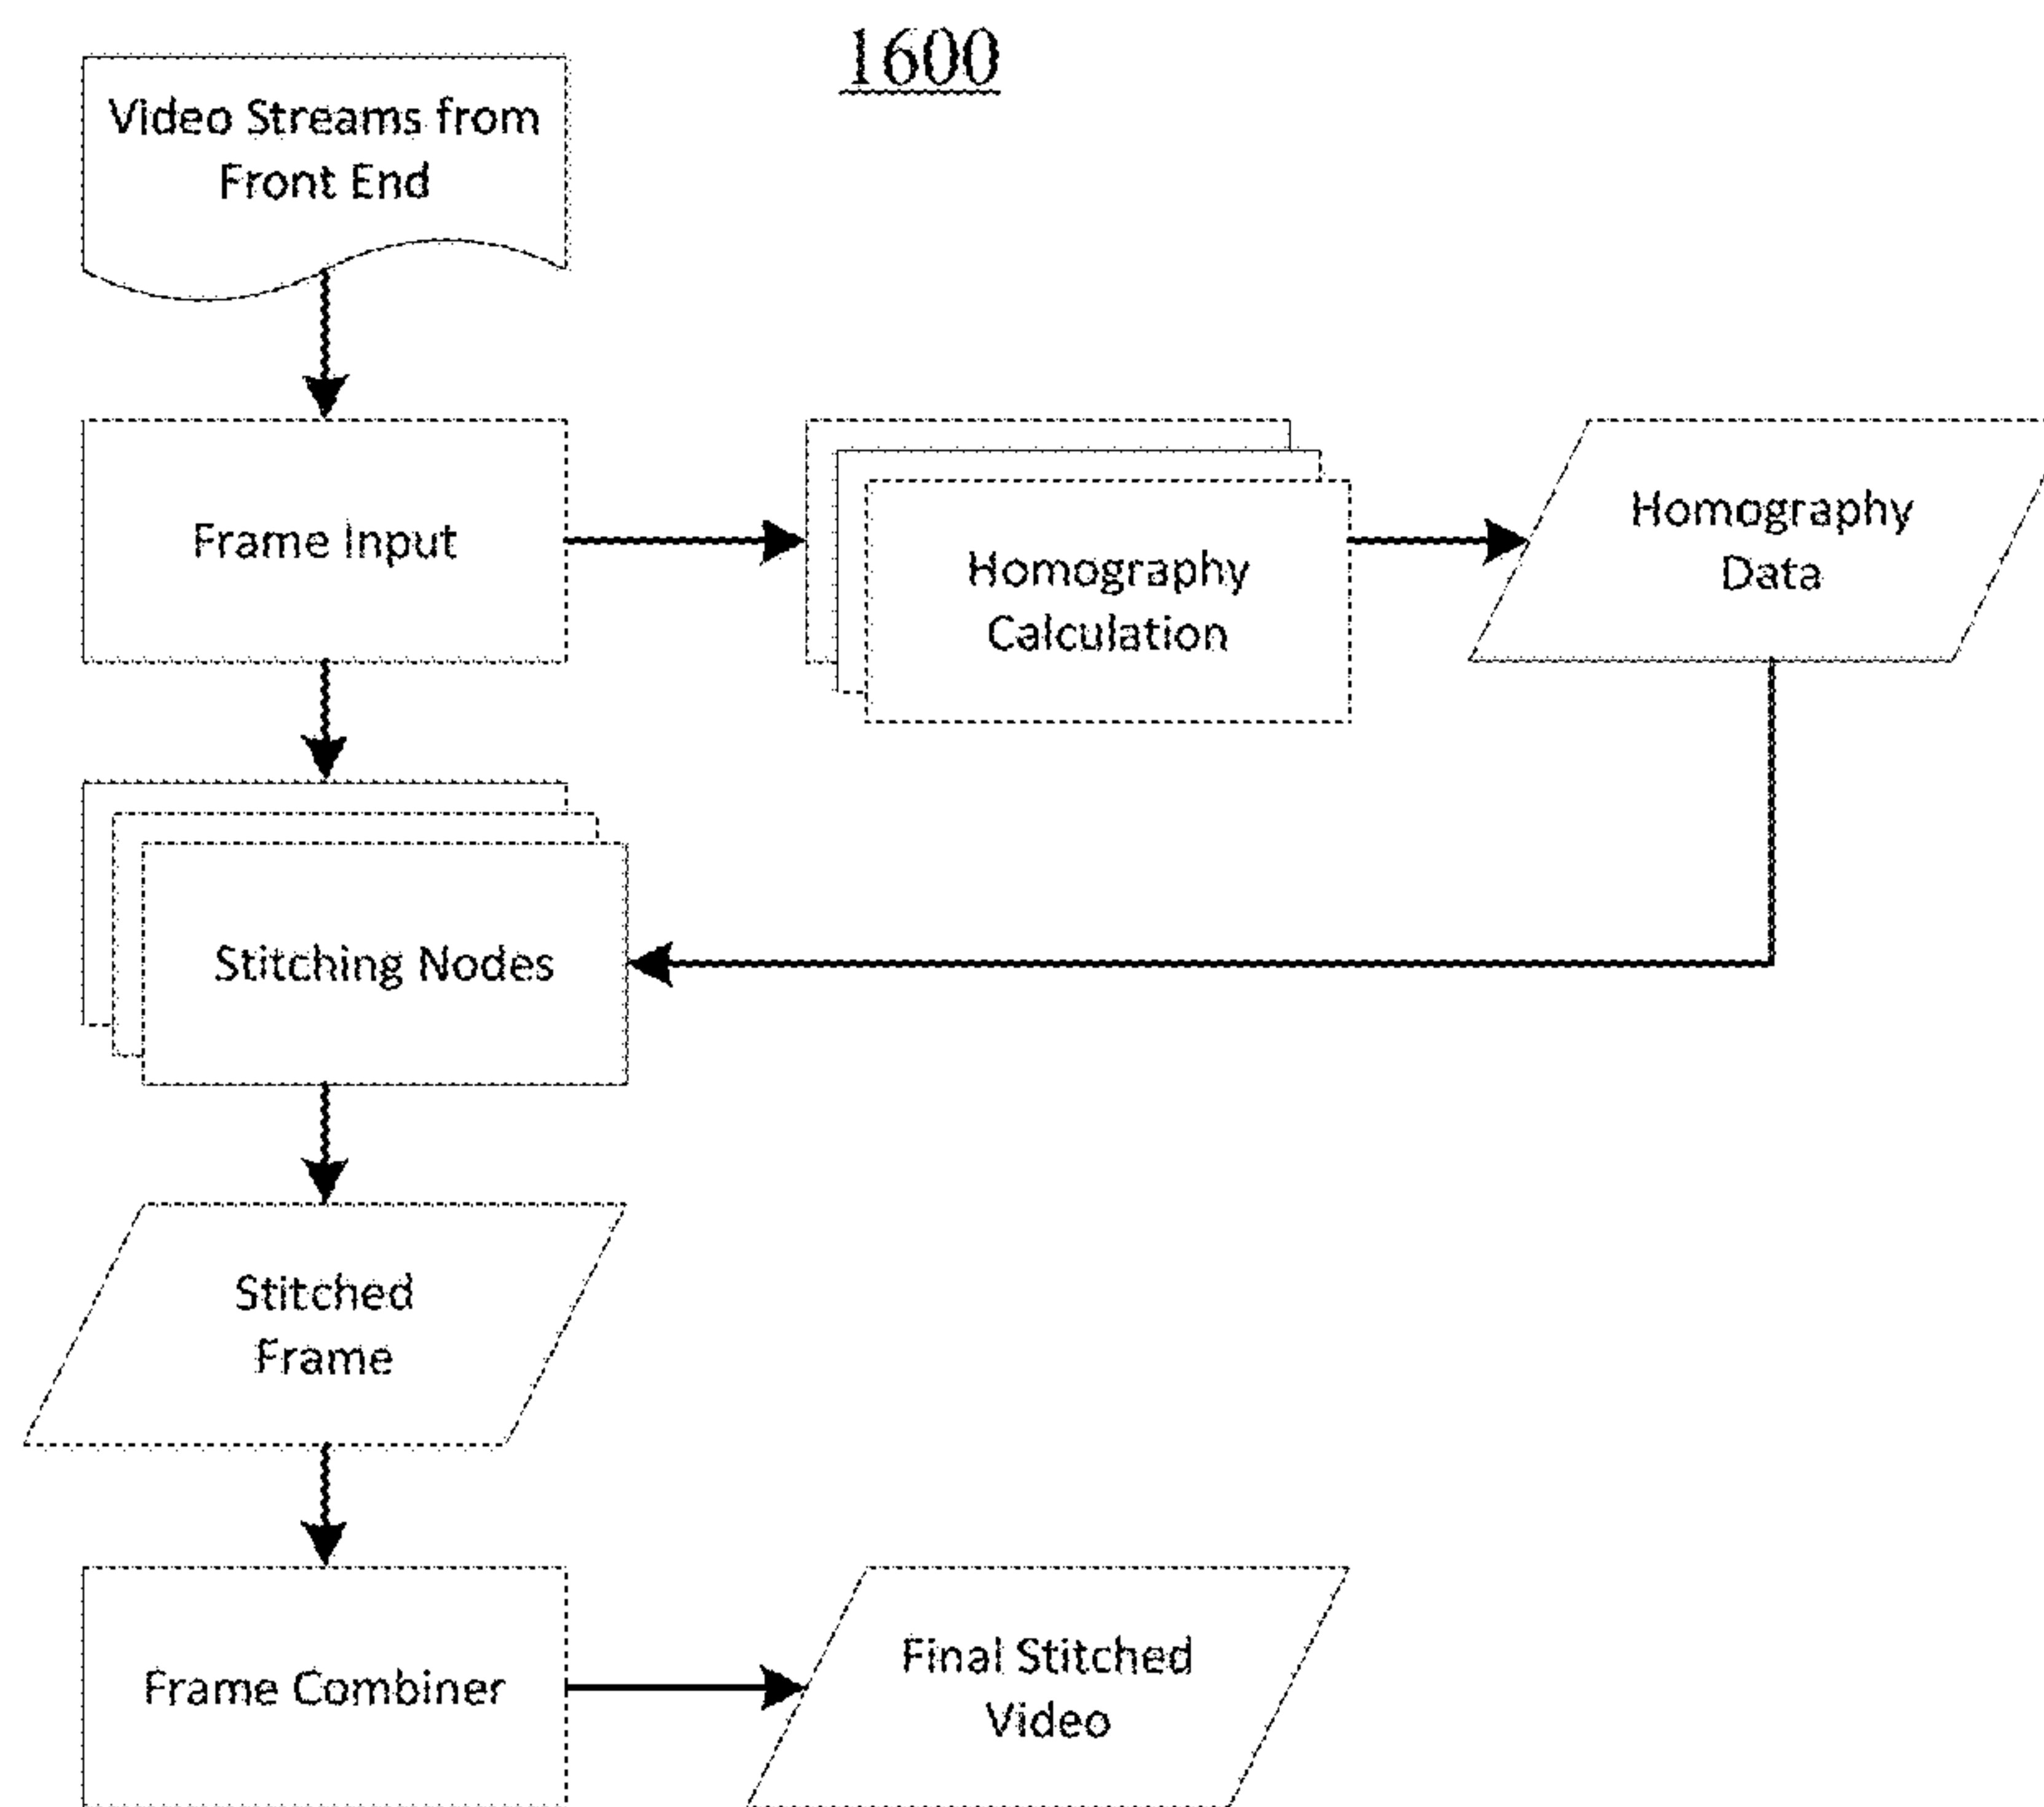 1600
Video Streams from
Front End
Frame Input
Homography
Calculation
Homography
Data
Stitching Nodes
Stitched
Frame
Frame Combiner
Final Stitched
Video